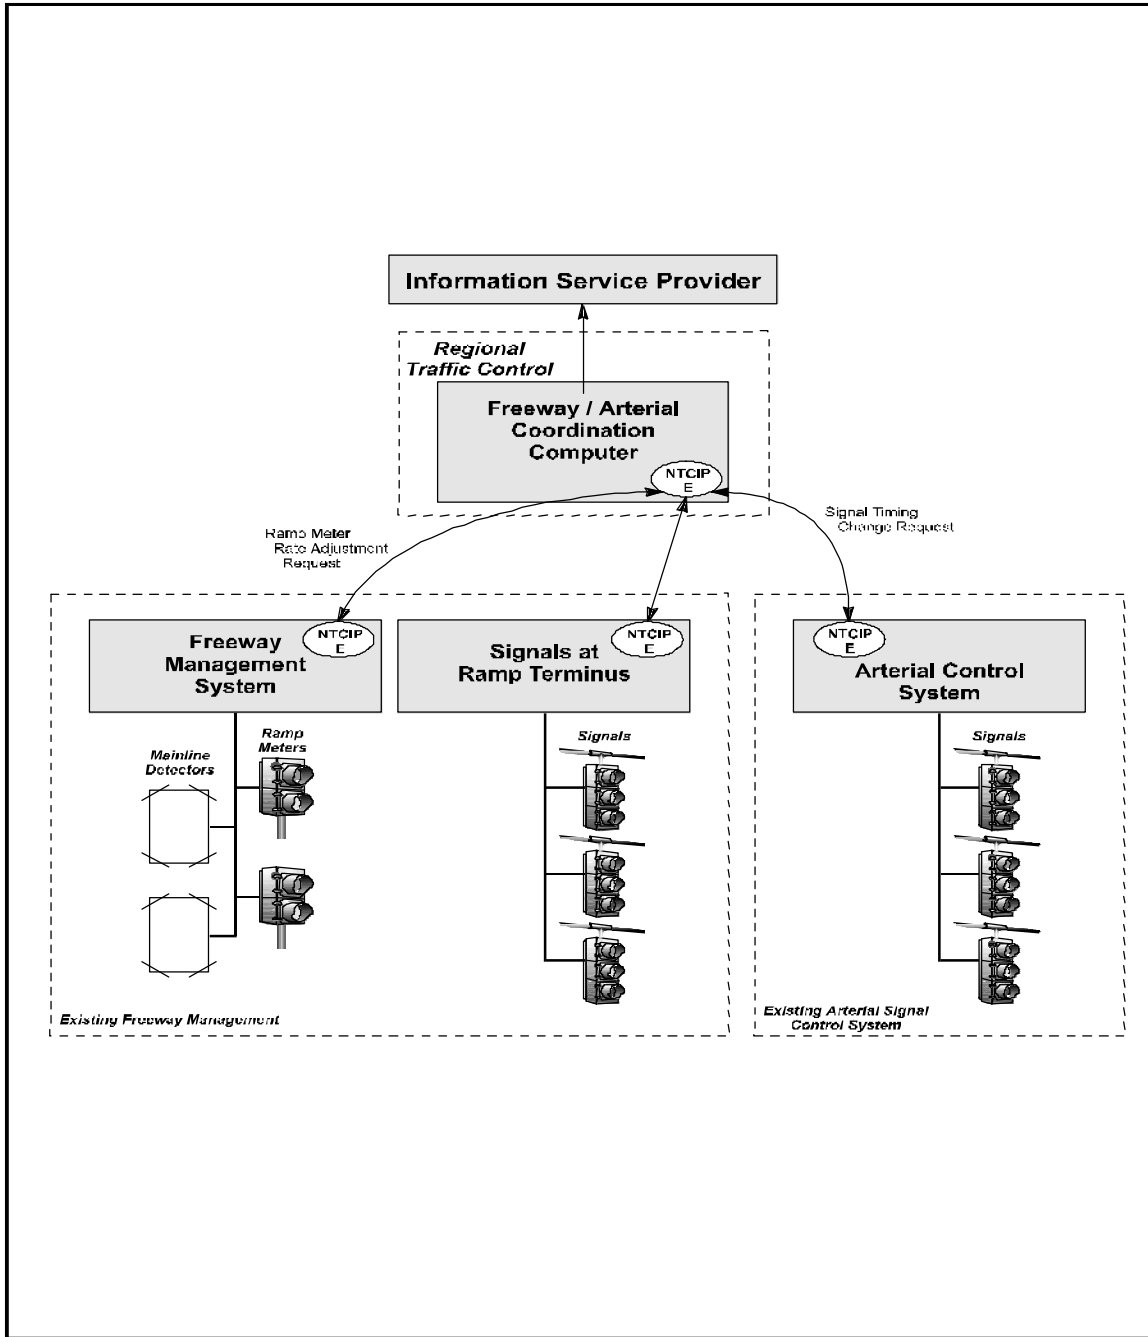 Information Service Provider
Regional
Traffic Control
Freeway / Arterial
Coordination
Computer
NTCIP
E
Ramp Meter
Rate Adjustment
Request
Signal Timing
Change Request
Freeway
Management
System
NTCIP
E
Signals at
Ramp Terminus
NTCIP
E
NTCIP
E
Arterial Control
System
Mainline
Detectors
Ramp
Meters
Signals
Signals
Existing Freeway Management
Existing Arterial Signal
Control System